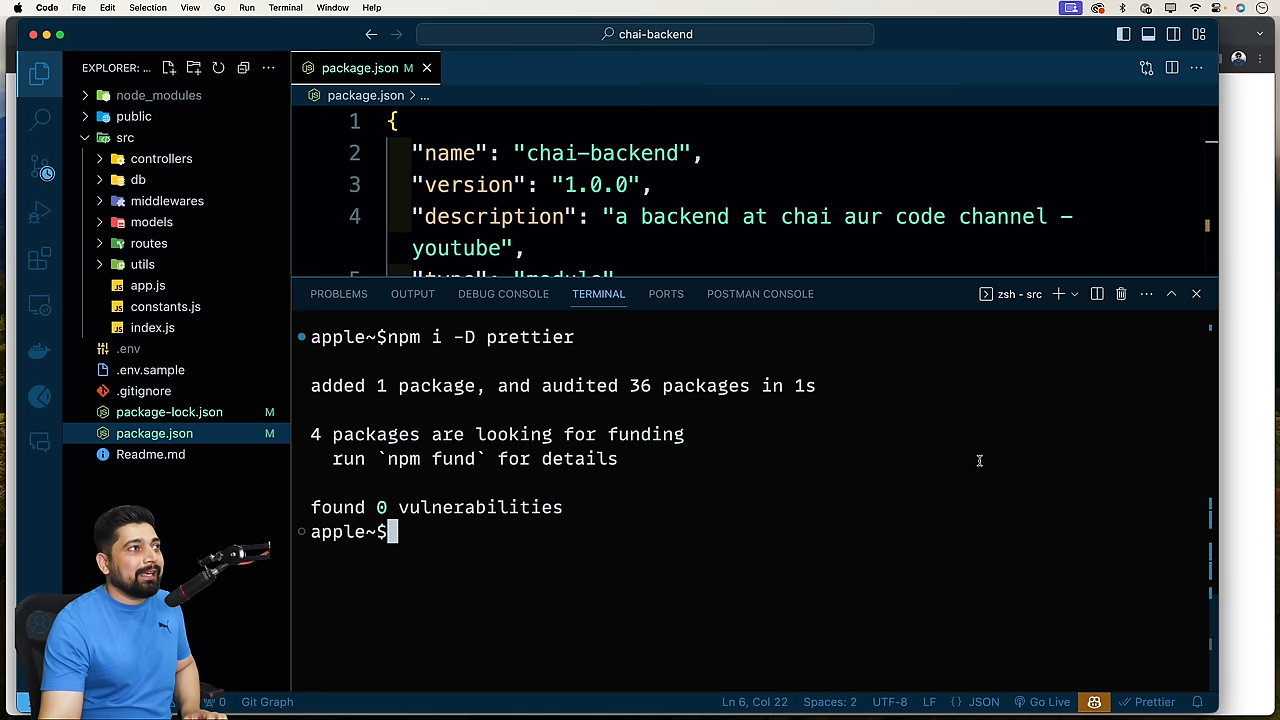 Code File Edit Selection View Go Run Terminal Window Help
chai-backend
EXPLORER: ...
package.json M
package.json > ...
node_modules
public
src
controllers
db
middlewares
models
routes
utils
app.js
constants.js
index.js
.env
.env.sample
.gitignore
package-lock.json M
package.json M
Readme.md
1 {
2 "name": "chai-backend",
3 "version": "1.0.0",
4 "description": "a backend at chai aur code channel -
youtube",
5 "type": "module"
PROBLEMS OUTPUT DEBUG CONSOLE TERMINAL PORTS POSTMAN CONSOLE
zsh - src
apple~$npm i -D prettier
added 1 package, and audited 36 packages in 1s
4 packages are looking for funding
run `npm fund` for details
found 0 vulnerabilities
apple~$
0 Git Graph
Ln 6, Col 22 Spaces: 2 UTF-8 LF {} JSON Go Live Prettier